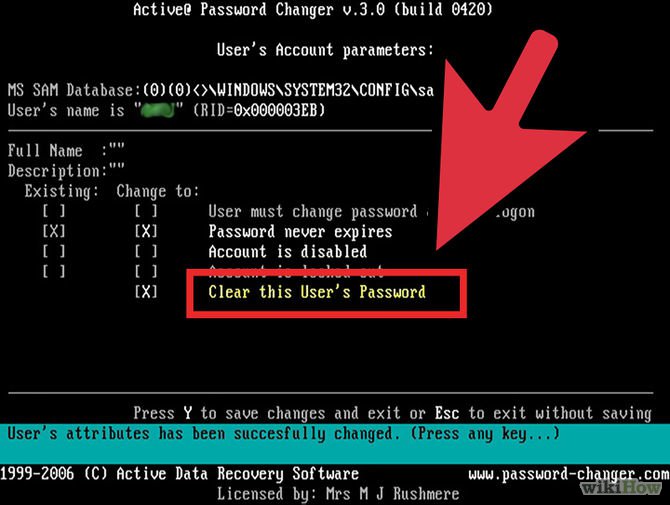 Active@ Password Changer v.3.0 (build 0420)
User's Account parameters:
MS SAM Database:(0)(0)<>\WINDOWS\SYSTEM32\CONFIG\sa
User's name is "" (RID=0x000003EB)
Full Name :""
Description:""
Existing: Change to:
[ ] [ ] User must change password logon
[X] [X] Password never expires
[ ] [ ] Account is disabled
[ ] [ ] Account is locked out
[X] Clear this User's Password
Press Y to save changes and exit or Esc to exit without saving
User's attributes has been succesfully changed. (Press any key...)
1999-2006 (C) Active Data Recovery Software www.password-changer.com
Licensed by: Mrs M J Rushmere
wikiHow